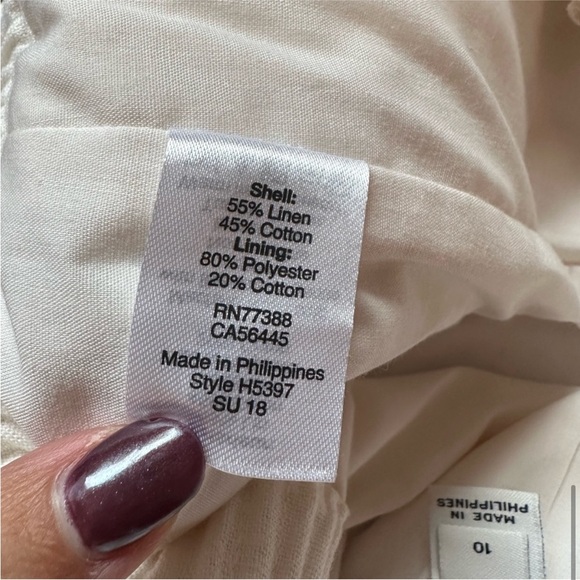 Shell:
55% Linen
45% Cotton
Lining:
80% Polyester
20% Cotton
RN77388
CA56445
Made in Philippines
Style H5397
SU 18
MADE IN
PHILIPPINES
10